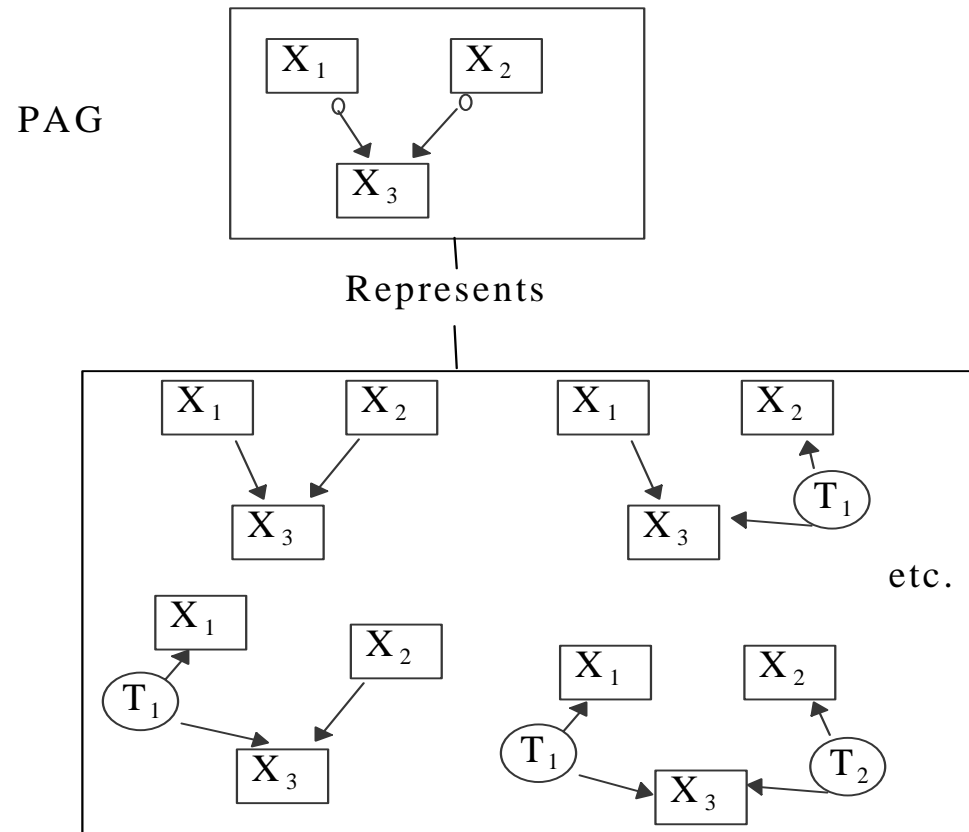 PAG
X₁ X₂
X₃
Represents
X₁ X₂ X₁ X₂
T₁
X₃ X₃
etc.
X₁
X₂ X₁ X₂
T₁
T₁ T₂
X₃ X₃